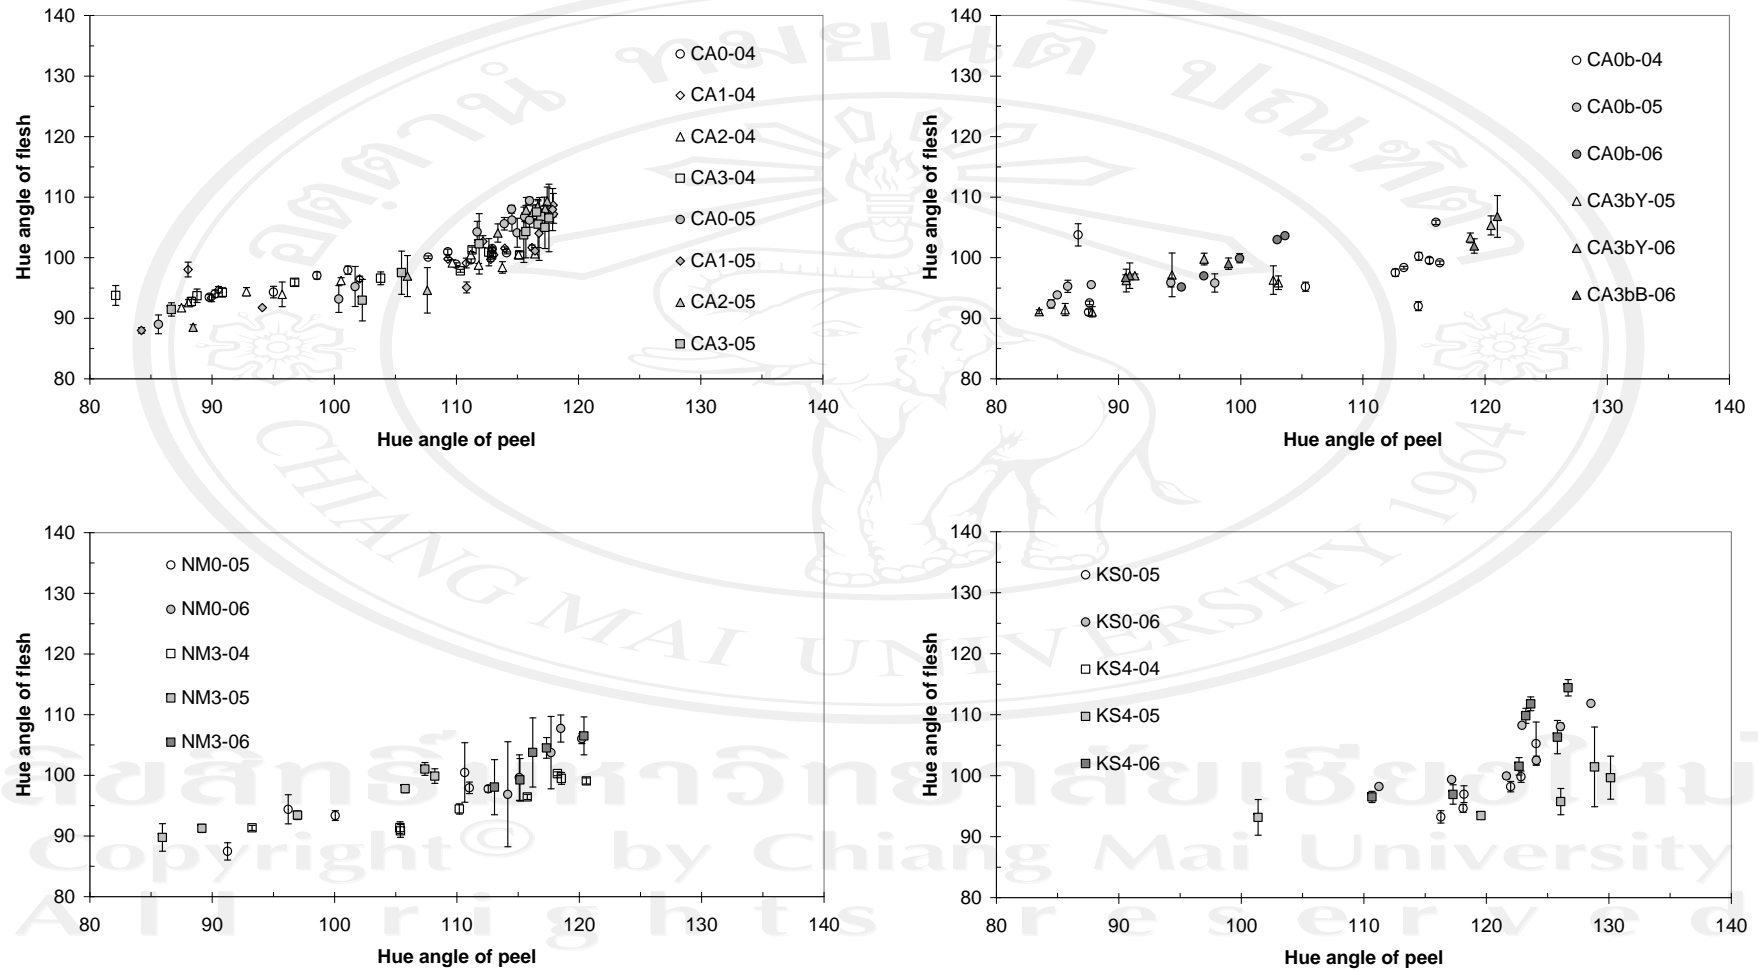 140
130
120
110
100
90
80
80 90 100 110 120 130 140
Hue angle of flesh
Hue angle of peel
CA0-04
CA1-04
CA2-04
CA3-04
CA0-05
CA1-05
CA2-05
CA3-05
140
130
120
110
100
90
80
80 90 100 110 120 130 140
Hue angle of flesh
Hue angle of peel
CA0b-04
CA0b-05
CA0b-06
CA3bY-05
CA3bY-06
CA3bB-06
140
130
120
110
100
90
80
80 90 100 110 120 130 140
Hue angle of flesh
Hue angle of peel
NM0-05
NM0-06
NM3-04
NM3-05
NM3-06
140
130
120
110
100
90
80
80 90 100 110 120 130 140
Hue angle of flesh
Hue angle of peel
KS0-05
KS0-06
KS4-04
KS4-05
KS4-06
CHIANG MAI UNIVERSITY 1964
Copyright© by Chiang Mai University
All rights reserved